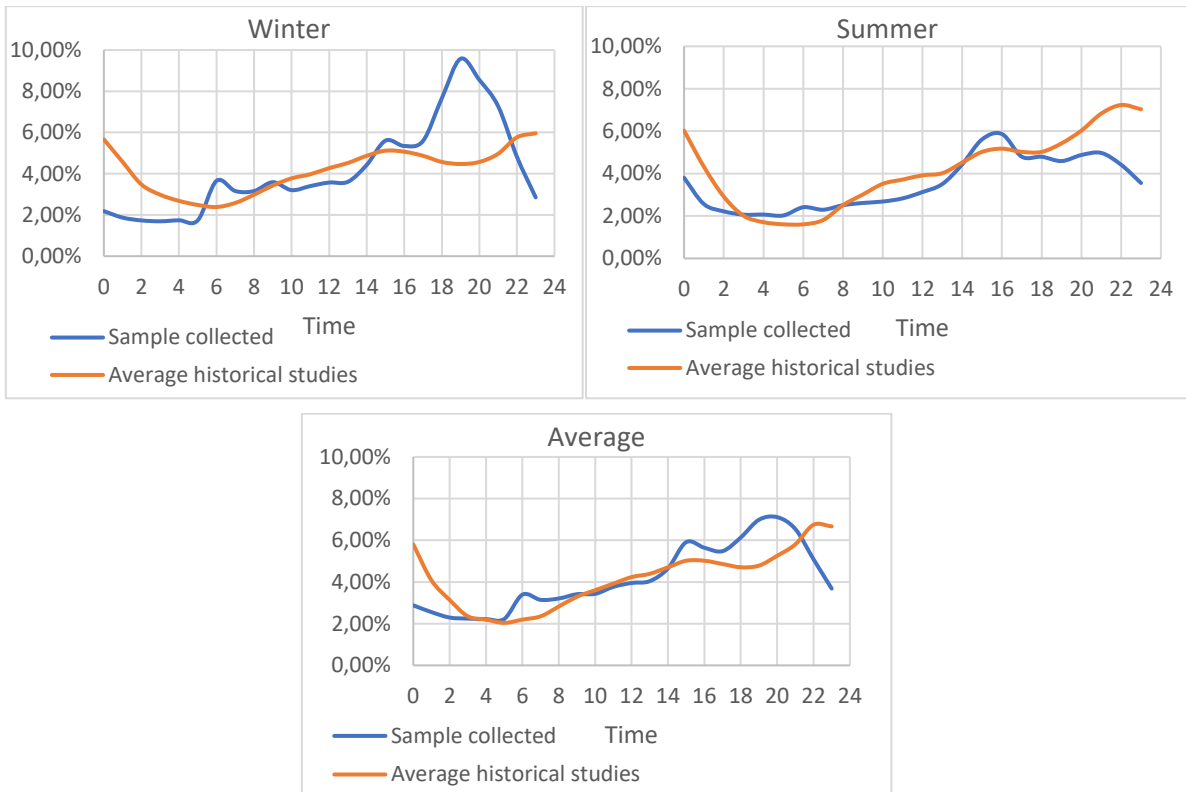 Winter
10,00%
8,00%
6,00%
4,00%
2,00%
0,00%
0 2 4 6 8 10 12 14 16 18 20 22 24
Time
Sample collected
Average historical studies
Summer
10,00%
8,00%
6,00%
4,00%
2,00%
0,00%
0 2 4 6 8 10 12 14 16 18 20 22 24
Time
Sample collected
Average historical studies
Average
10,00%
8,00%
6,00%
4,00%
2,00%
0,00%
0 2 4 6 8 10 12 14 16 18 20 22 24
Time
Sample collected
Average historical studies